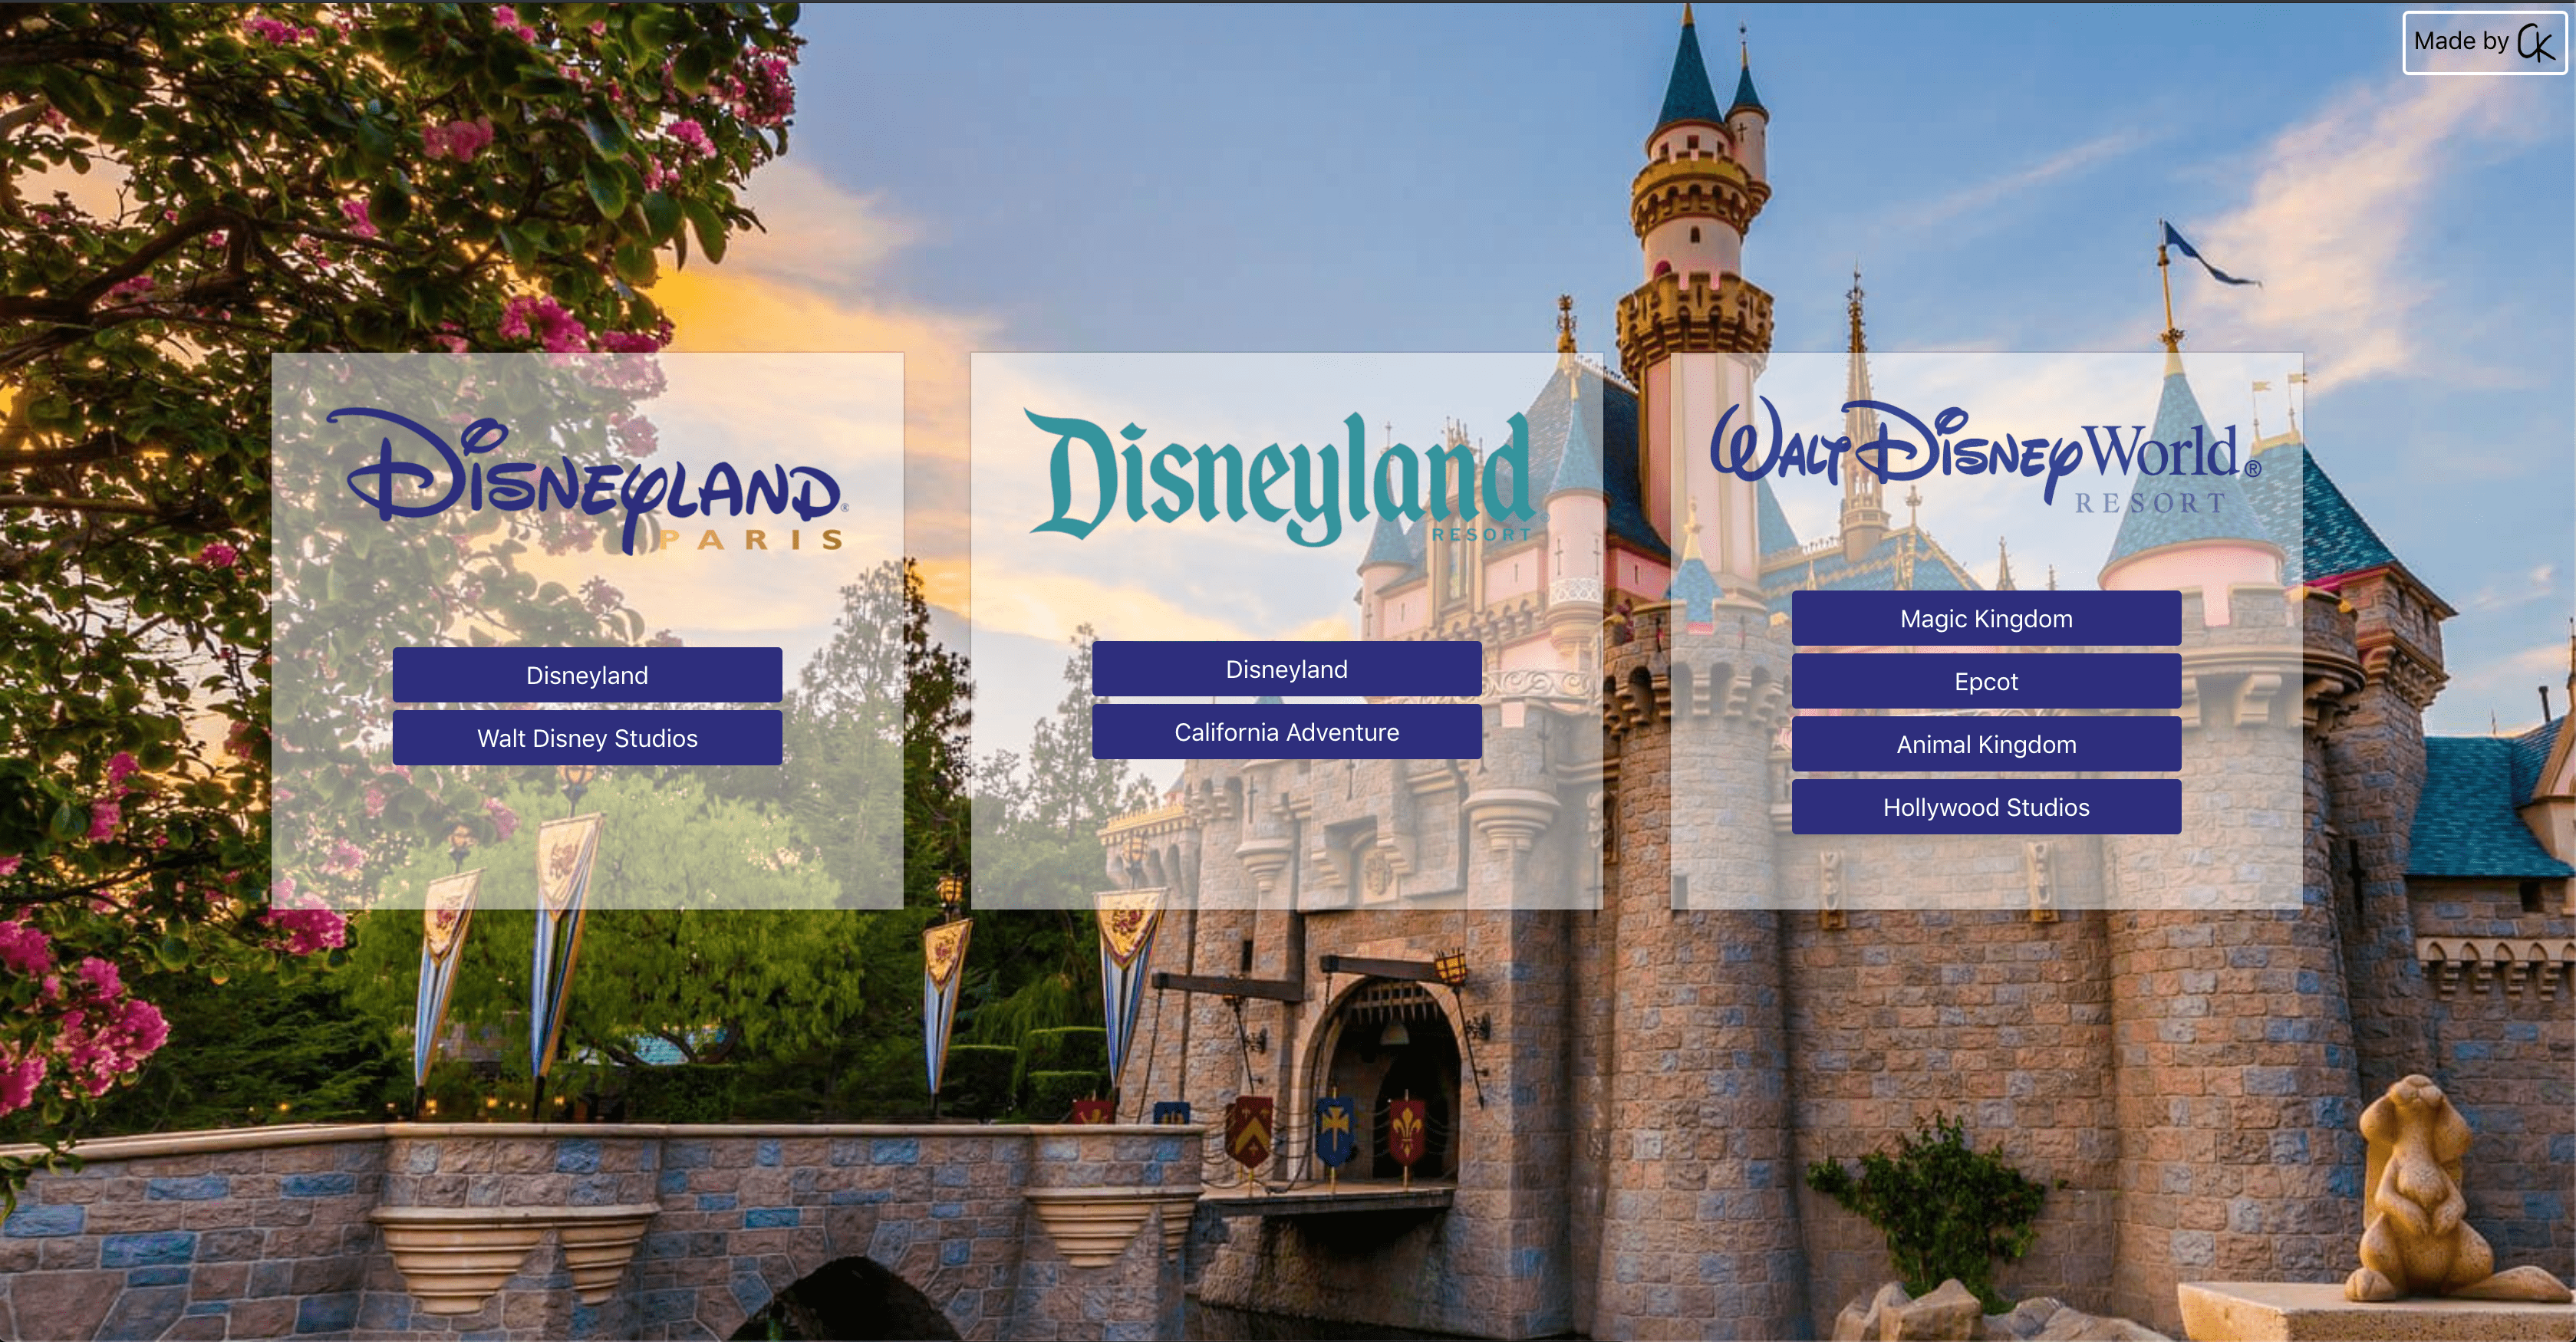 Made by CK
DISNEYLAND®
PARIS
Disneyland
Walt Disney Studios
Disneyland
RESORT
Disneyland
California Adventure
WALT DISNEY World®
RESORT
Magic Kingdom
Epcot
Animal Kingdom
Hollywood Studios